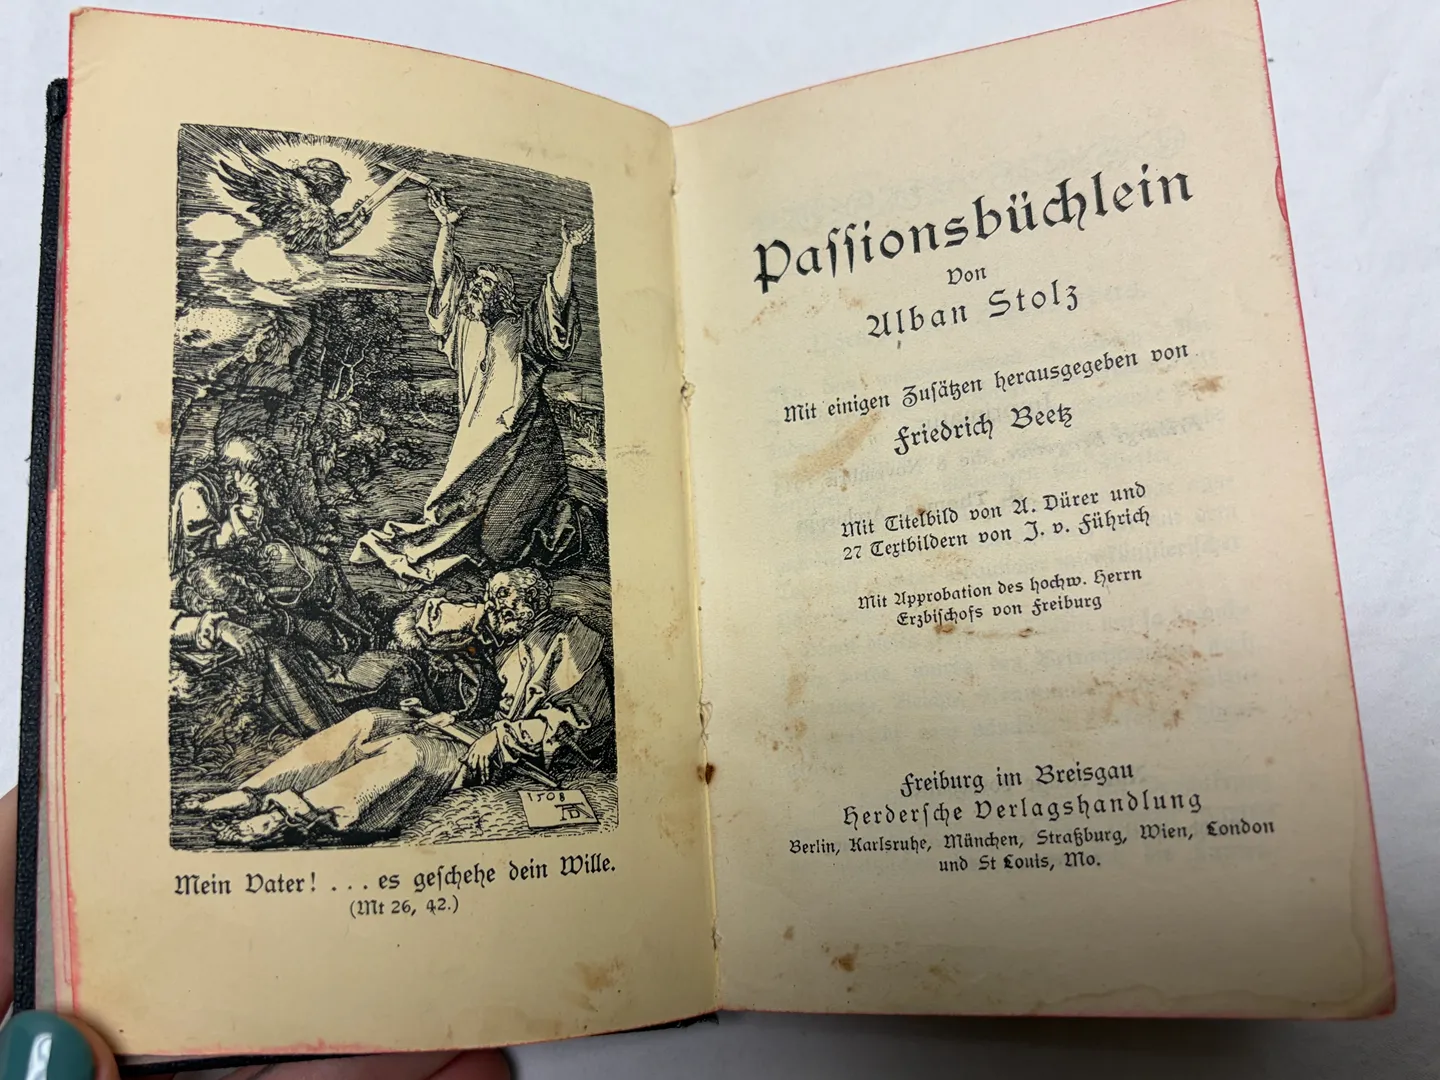 1508
AD
Mein Vater! . . . es geſchehe dein Wille.
(Mt 26, 42.)
Paſſionsbüchlein
Von
Alban Stolz
Mit einigen Zuſätzen herausgegeben von
Friedrich Beetz
Mit Titelbild von A. Dürer und
27 Textbildern von J. v. Führich
Mit Approbation des hochw. Herrn
Erzbiſchofs von Freiburg
Freiburg im Breisgau
Herderſche Verlagshandlung
Berlin, Karlsruhe, München, Straßburg, Wien, London
und St Louis, Mo.